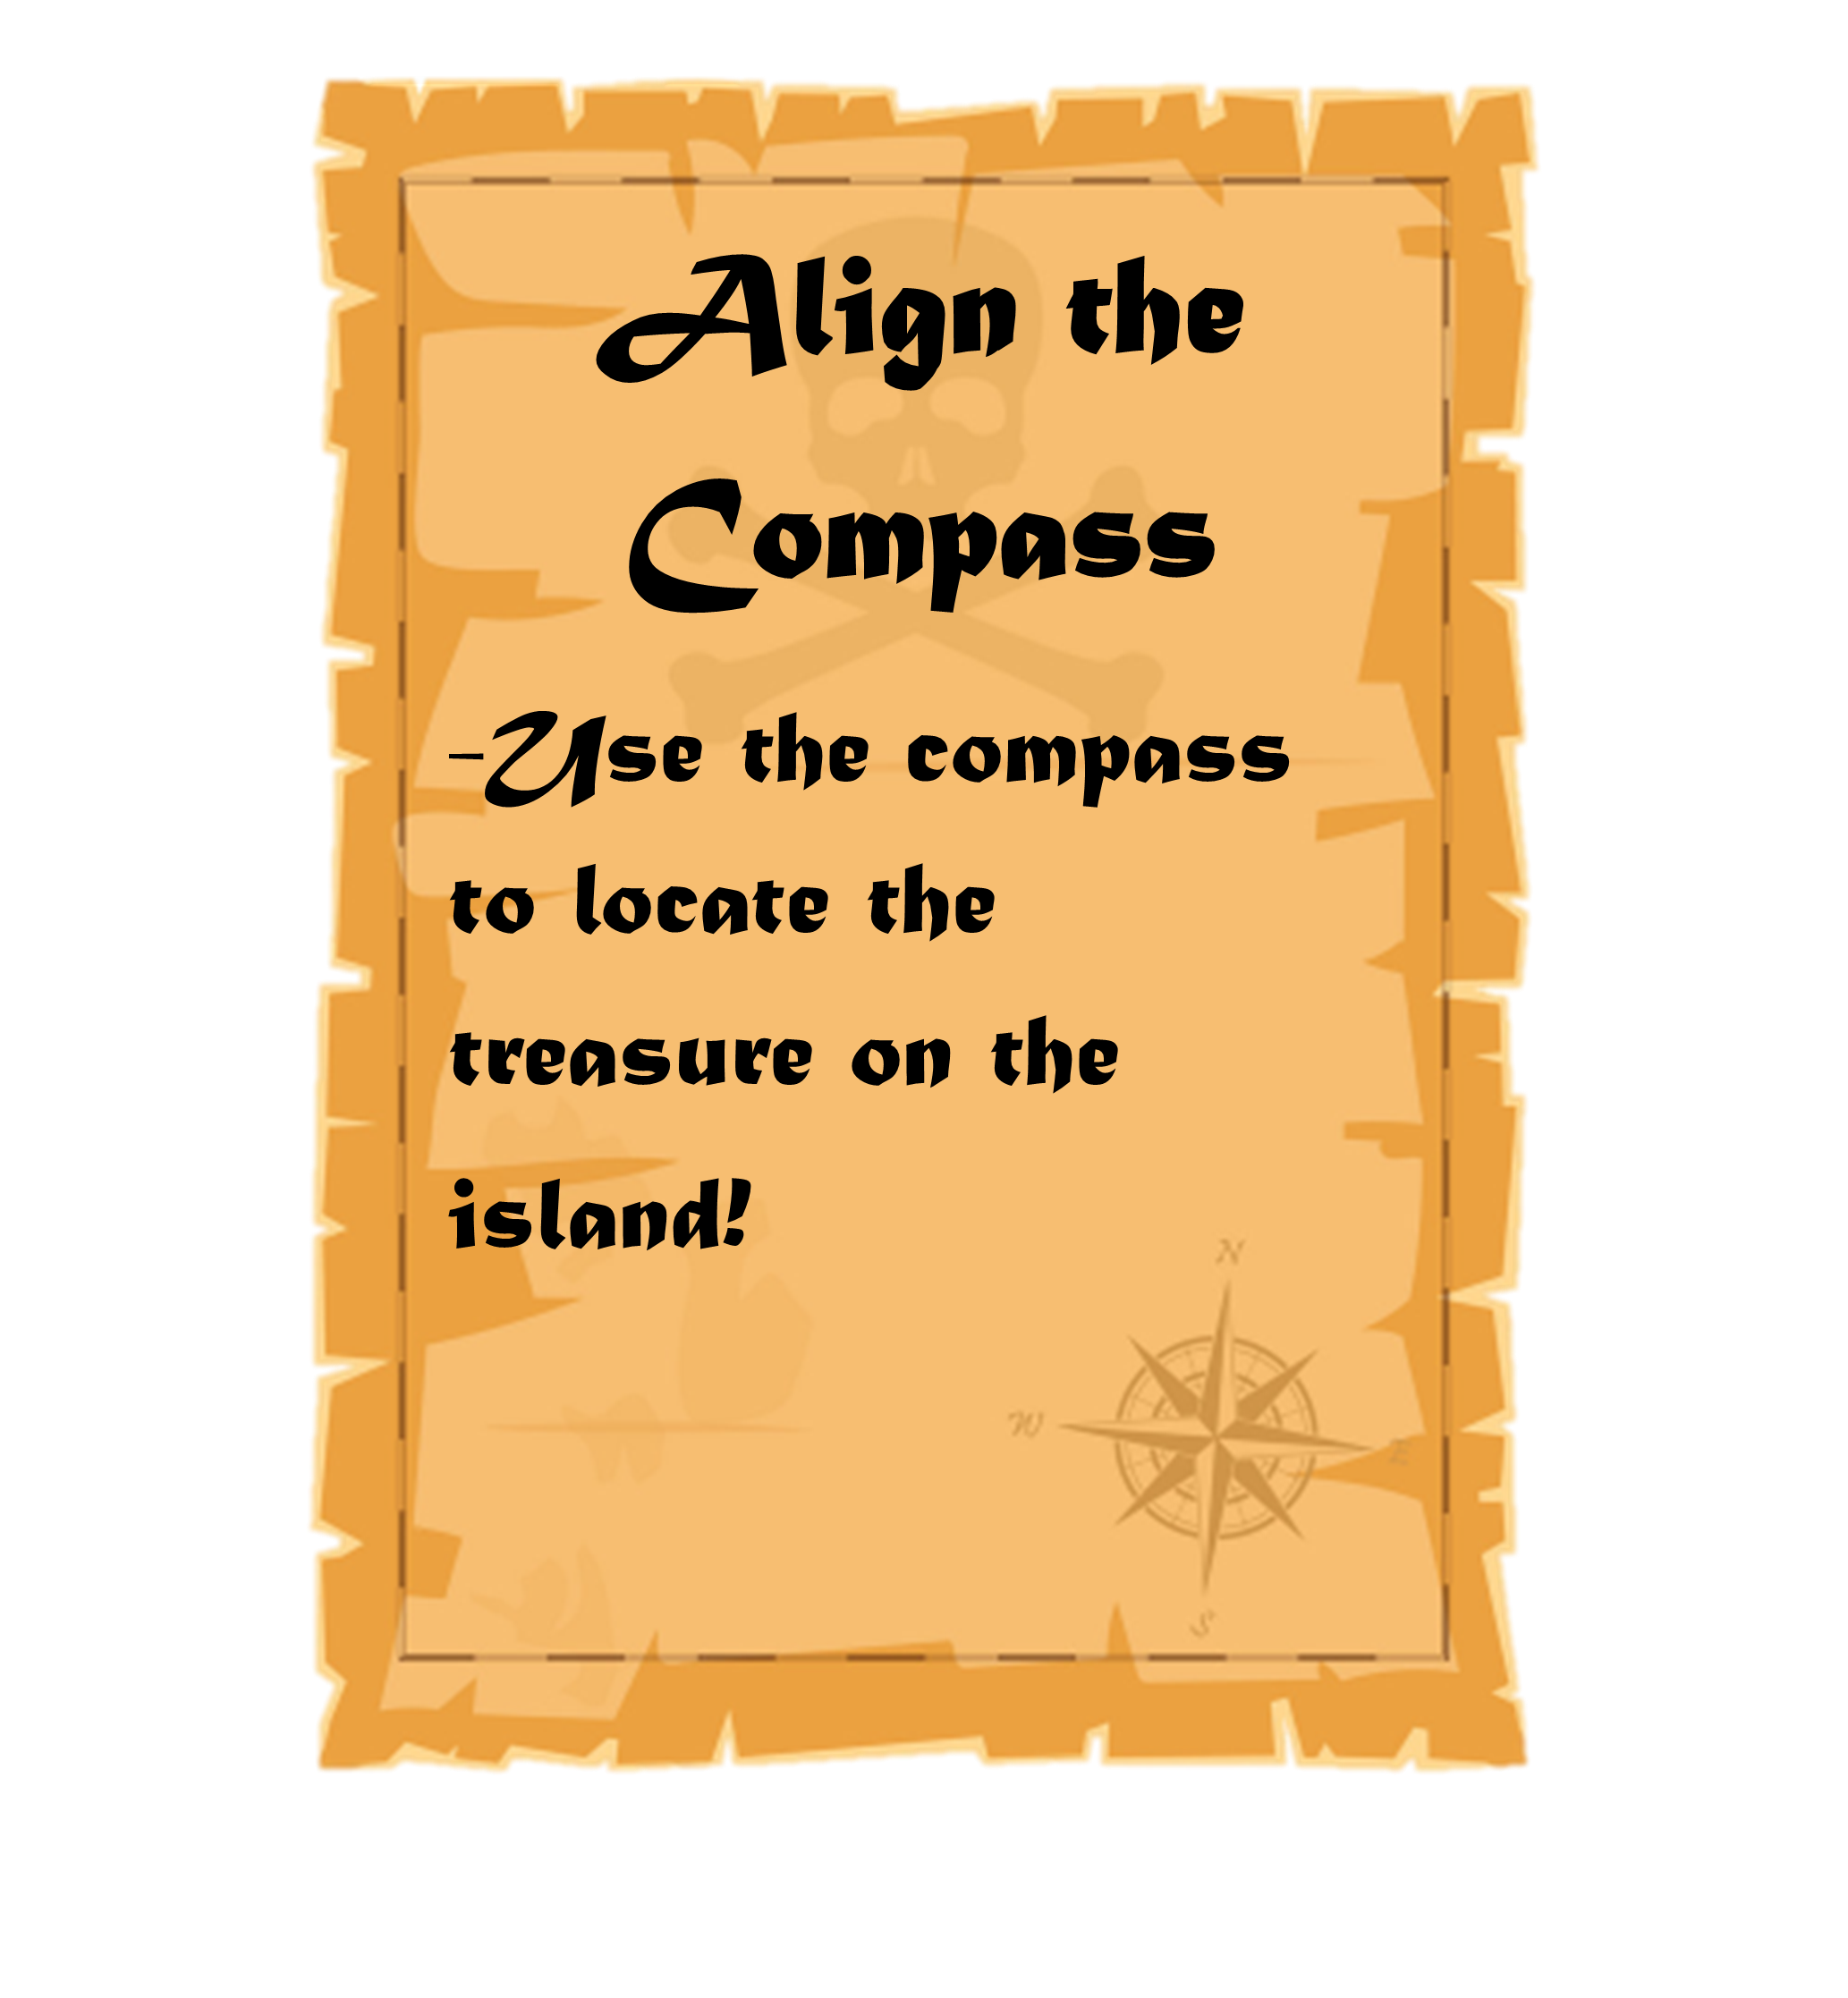 Align the
Compass
-Use the compass
to locate the
treasure on the
island!
N
W
E
S